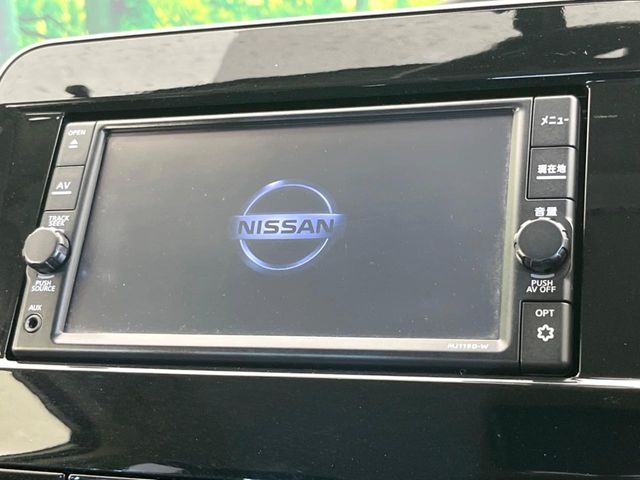 OPEN
AV
TRACK
SEEK
PUSH
SOURCE
AUX
NISSAN
メニュー
現在地
音量
PUSH
AV OFF
OPT
MJ119D-W